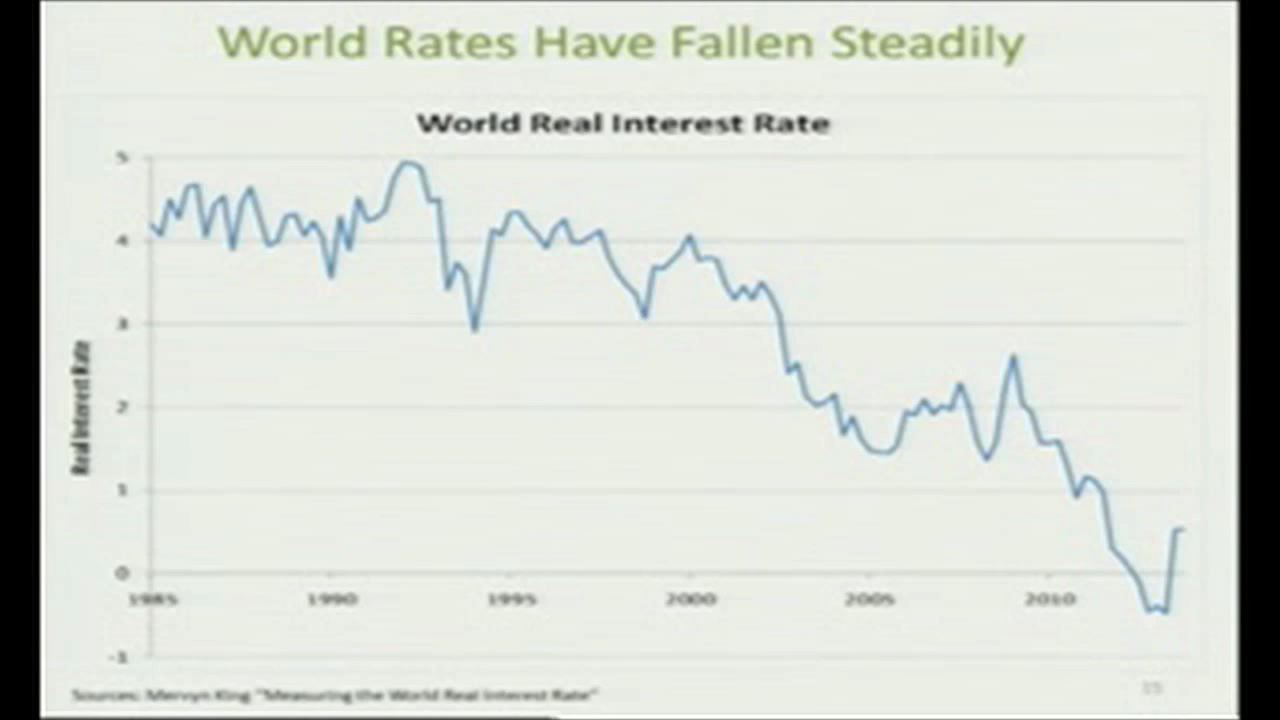 World Rates Have Fallen Steadily
World Real Interest Rate
5
4
3
2
1
0
-1
Real Interest Rate
1985 1990 1995 2000 2005 2010
Sources: Mervyn King "Measuring the World Real Interest Rate"
15